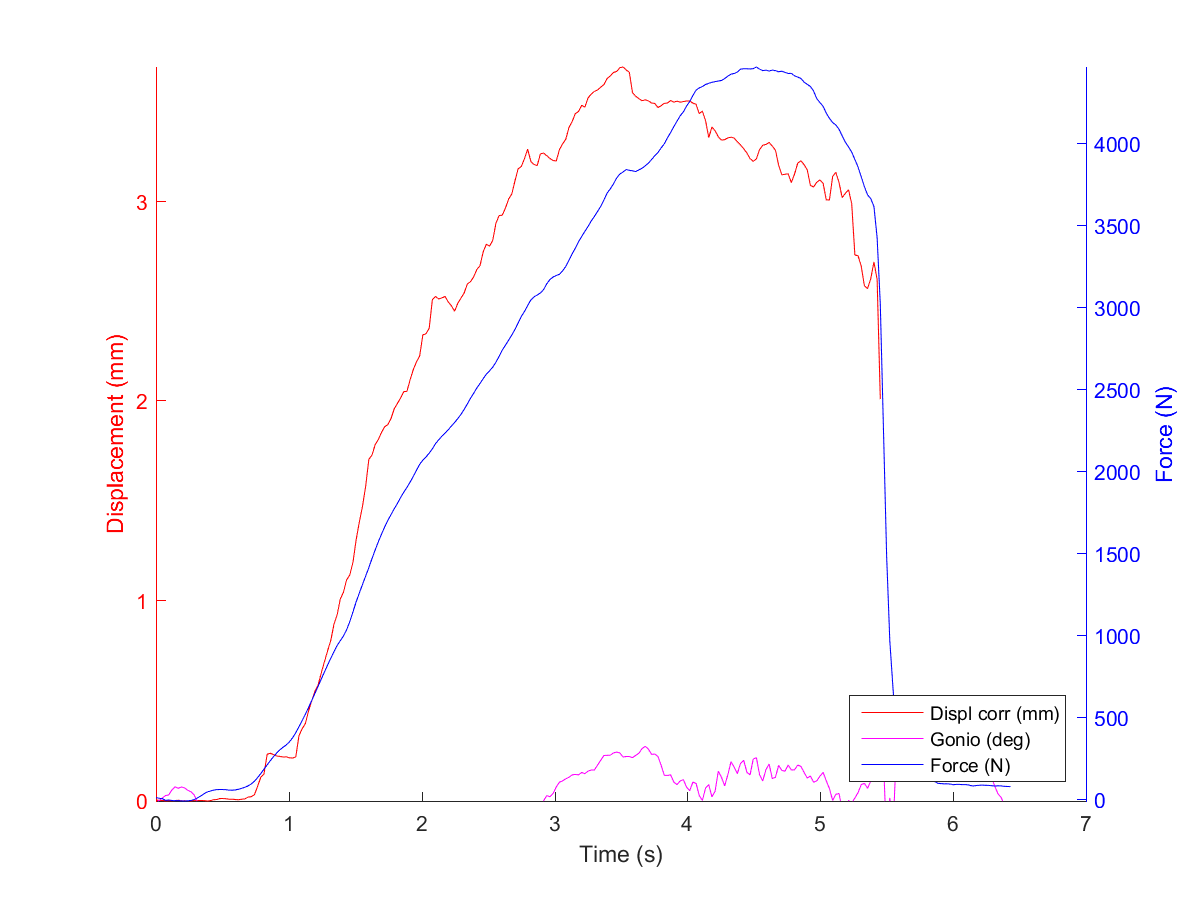 Displacement (mm)
3
2
1
0
4000
3500
3000
2500
2000
1500
1000
500
0
Force (N)
Displ corr (mm)
Gonio (deg)
Force (N)
0 1 2 3 4 5 6 7
Time (s)